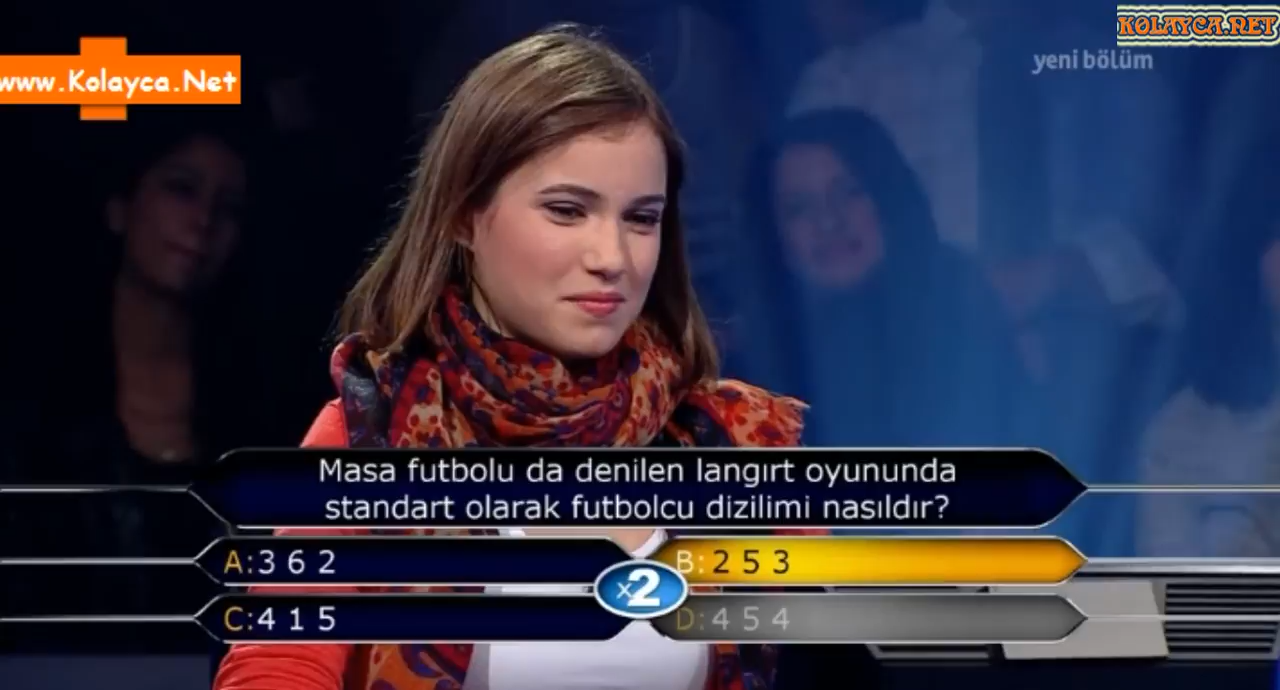 KOLAYCA.NET
www.Kolayca.Net
yeni bölüm
Masa futbolu da denilen langırt oyununda
standart olarak futbolcu dizilimi nasıldır?
A:3 6 2
B:2 5 3
x2
C:4 1 5
D:4 5 4